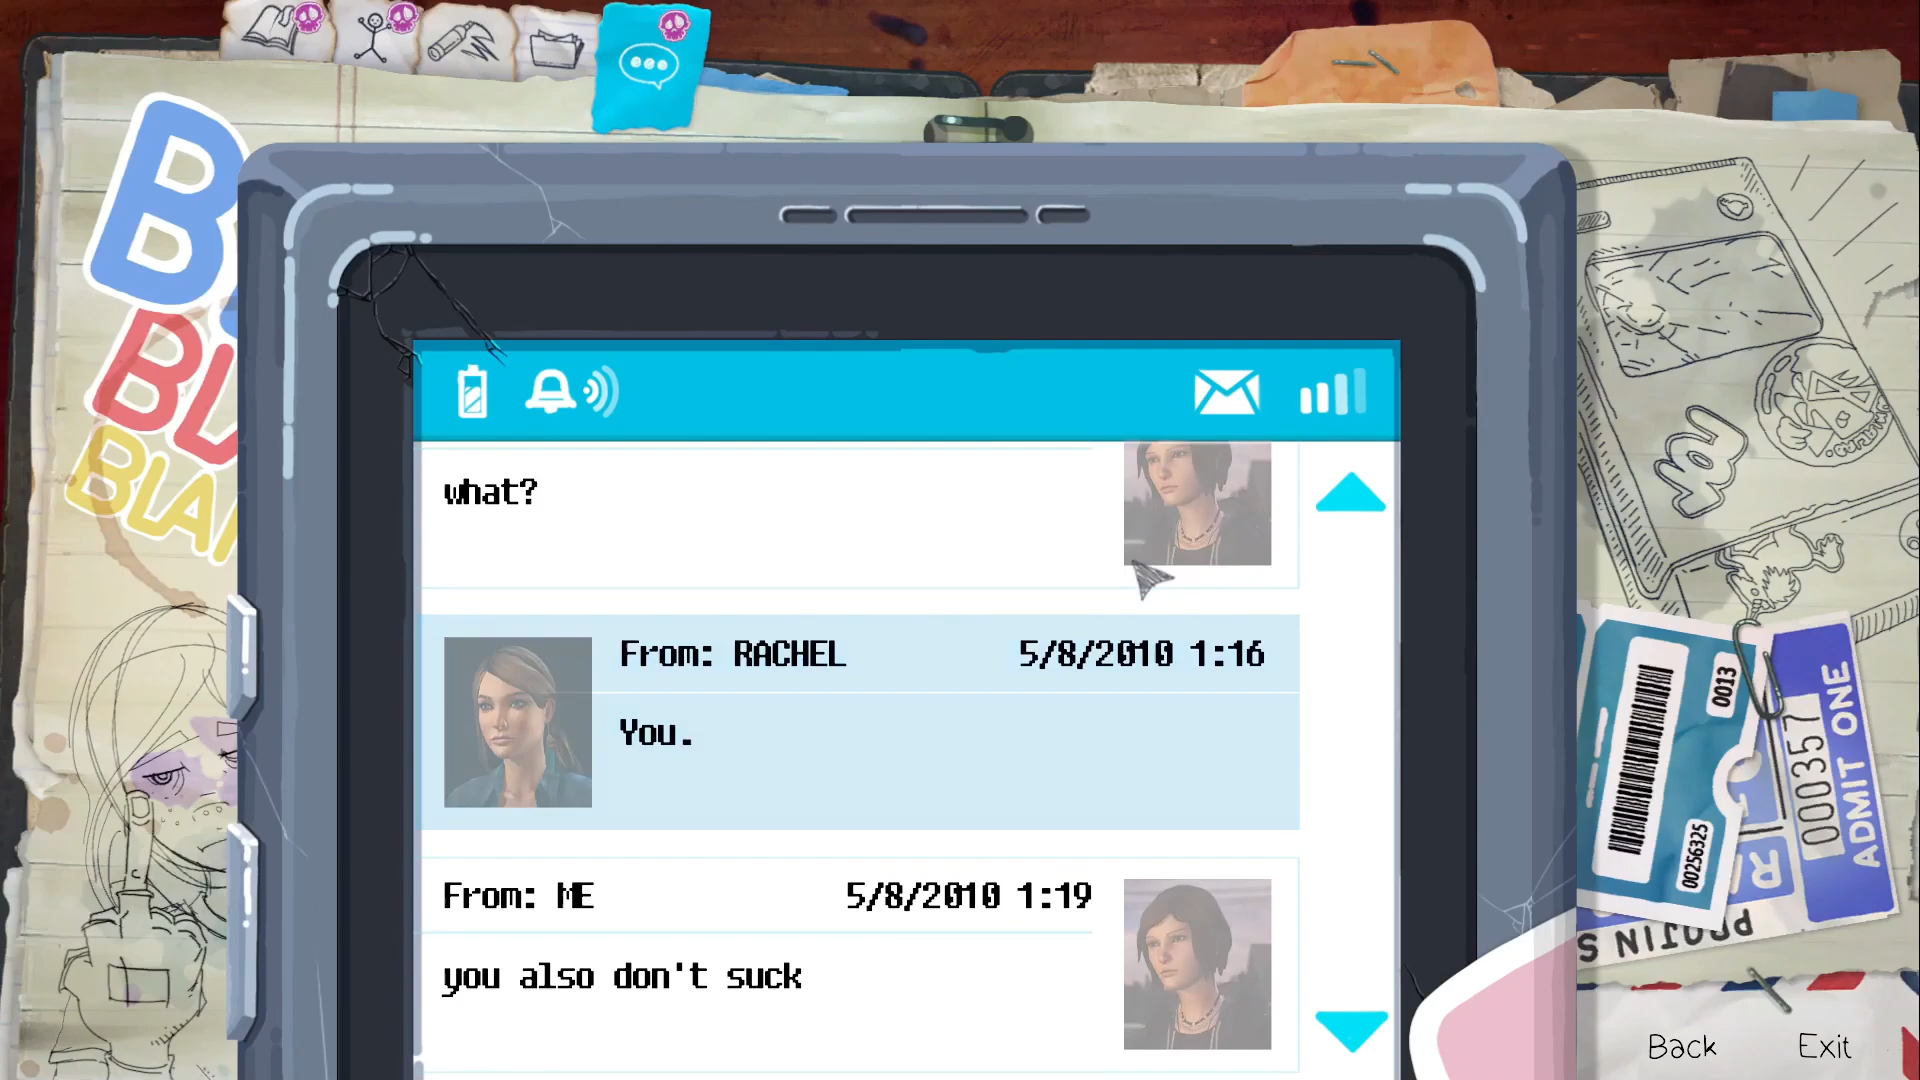 what?
From: RACHEL 5/8/2010 1:16
You.
From: ME 5/8/2010 1:19
you also don't suck
BLA
0013
00256325
000357
ADMIT ONE
Back
Exit